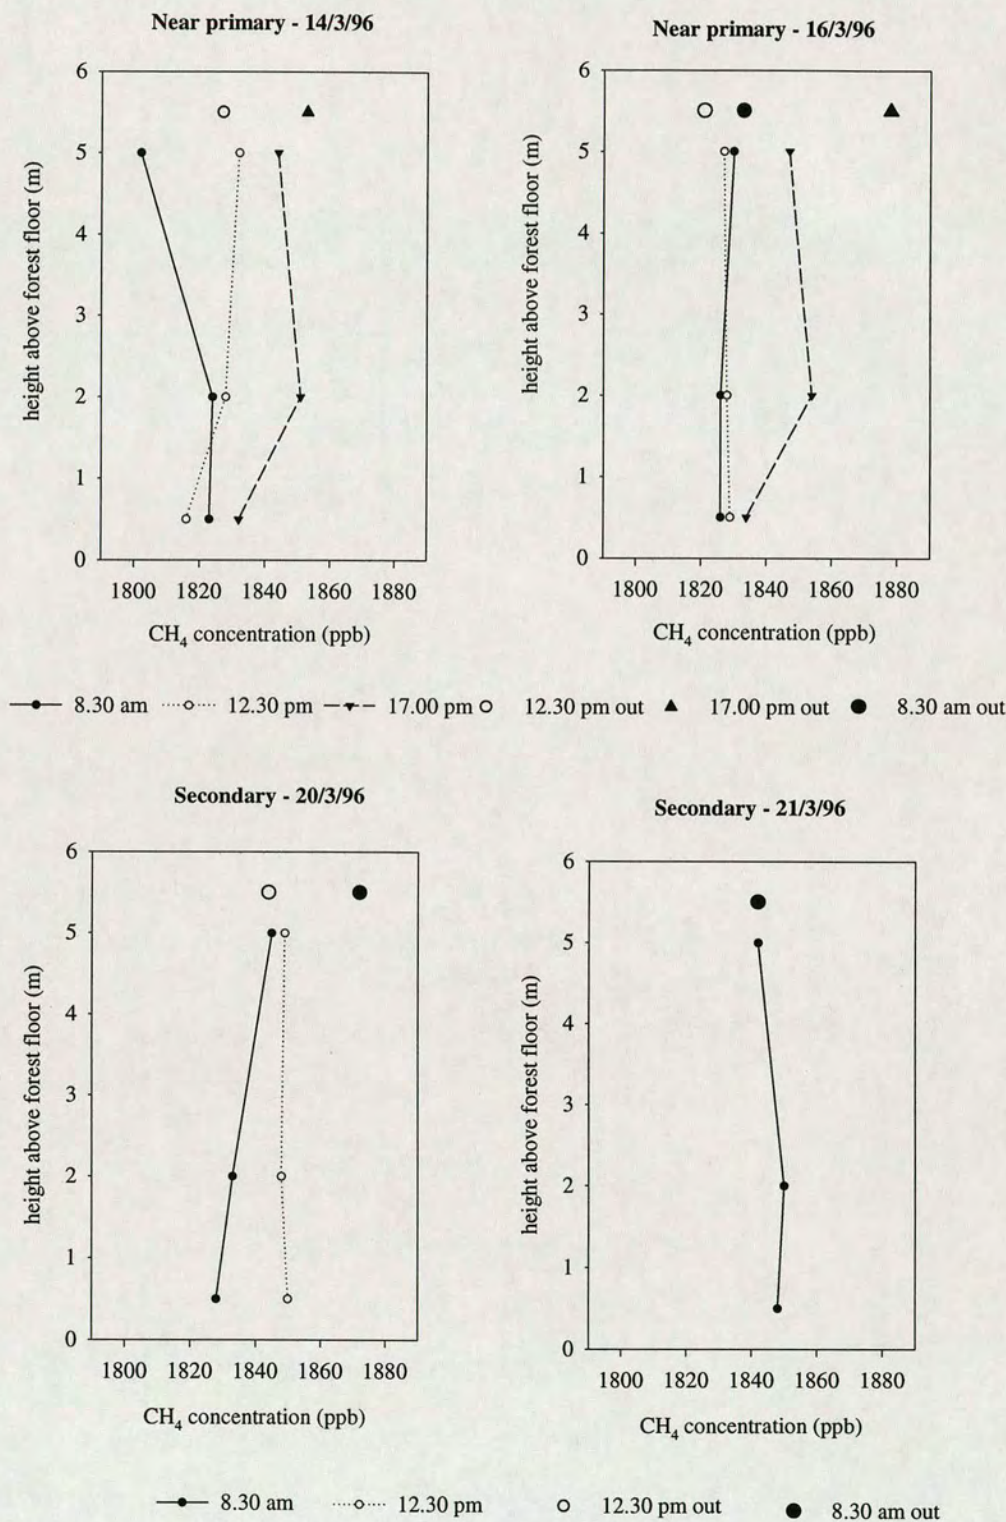 Near primary - 14/3/96
6
5
4
3
2
1
0
height above forest floor (m)
1800 1820 1840 1860 1880
CH₄ concentration (ppb)
Near primary - 16/3/96
6
5
4
3
2
1
0
height above forest floor (m)
1800 1820 1840 1860 1880
CH₄ concentration (ppb)
8.30 am 12.30 pm 17.00 pm 12.30 pm out 17.00 pm out 8.30 am out
Secondary - 20/3/96
6
5
4
3
2
1
0
height above forest floor (m)
1800 1820 1840 1860 1880
CH₄ concentration (ppb)
Secondary - 21/3/96
6
5
4
3
2
1
0
height above forest floor (m)
1800 1820 1840 1860 1880
CH₄ concentration (ppb)
8.30 am 12.30 pm 12.30 pm out 8.30 am out